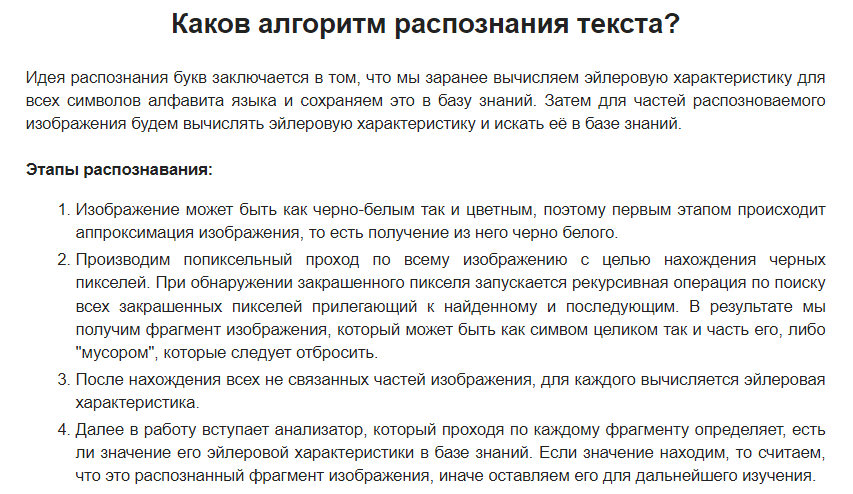 Каков алгоритм распознания текста?
Идея распознания букв заключается в том, что мы заранее вычисляем эйлеровую характеристику для
всех символов алфавита языка и сохраняем это в базу знаний. Затем для частей распозноваемого
изображения будем вычислять эйлеровую характеристику и искать её в базе знаний.
Этапы распознавания:
1. Изображение может быть как черно-белым так и цветным, поэтому первым этапом происходит
аппроксимация изображения, то есть получение из него черно белого.
2. Производим попиксельный проход по всему изображению с целью нахождения черных
пикселей. При обнаружении закрашенного пикселя запускается рекурсивная операция по поиску
всех закрашенных пикселей прилегающий к найденному и последующим. В результате мы
получим фрагмент изображения, который может быть как симвом целиком так и часть его, либо
"мусором", которые следует отбросить.
3. После нахождения всех не связанных частей изображения, для каждого вычисляется эйлеровая
характеристика.
4. Далее в работу вступает анализатор, который проходя по каждому фрагменту определяет, есть
ли значение его эйлеровой характеристики в базе знаний. Если значение находим, то считаем,
что это распознанный фрагмент изображения, иначе оставляем его для дальнейшего изучения.